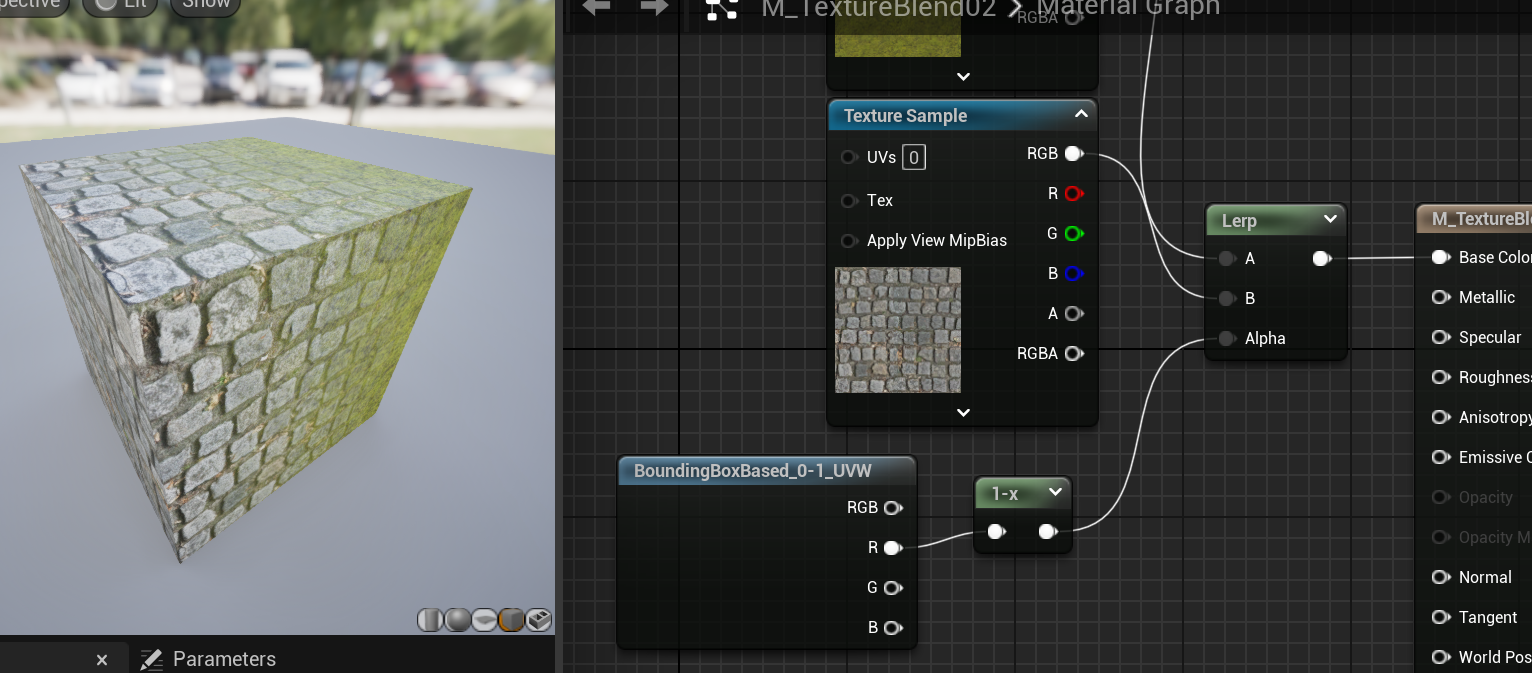 pective
Lit
Show
M_TextureBlend02
Material Graph
RGBA
Texture Sample
UVs 0
RGB
R
Tex
G
Apply View MipBias
B
A
RGBA
Lerp
A
B
Alpha
M_TextureBl
Base Color
Metallic
Specular
Roughness
Anisotropy
Emissive C
Opacity
Opacity M
Normal
Tangent
World Pos
BoundingBoxBased_0-1_UVW
RGB
R
G
B
1-x
Parameters